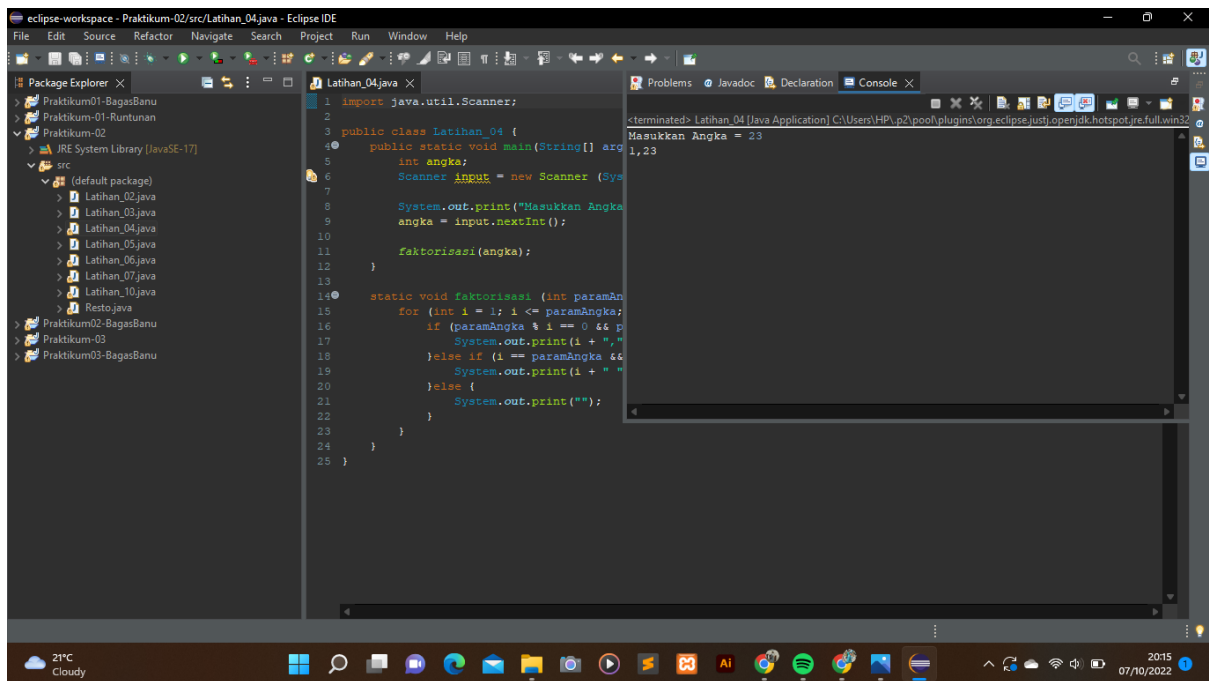 eclipse-workspace - Praktikum-02/src/Latihan_04.java - Eclipse IDE
File Edit Source Refactor Navigate Search Project Run Window Help
Package Explorer
Praktikum01-BagasBanu
Praktikum-01-Runtunan
Praktikum-02
JRE System Library [JavaSE-17]
src
(default package)
Latihan_02.java
Latihan_03.java
Latihan_04.java
Latihan_05.java
Latihan_06.java
Latihan_07.java
Latihan_10.java
Resto.java
Praktikum02-BagasBanu
Praktikum-03
Praktikum03-BagasBanu
Latihan_04.java
1 import java.util.Scanner;
2
3 public class Latihan_04 {
4 public static void main(String[] arg
5 int angka;
6 Scanner input = new Scanner (Sys
7
8 System.out.print("Masukkan Angka
9 angka = input.nextInt();
10
11 faktorisasi(angka);
12 }
13
14 static void faktorisasi (int paramAn
15 for (int i = 1; i <= paramAngka;
16 if (paramAngka % i == 0 && p
17 System.out.print(i + ","
18 }else if (i == paramAngka &&
19 System.out.print(i + " "
20 }else {
21 System.out.print("");
22 }
23 }
24 }
25 }
Problems Javadoc Declaration Console
<terminated> Latihan_04 [Java Application] C:\Users\HP\.p2\pool\plugins\org.eclipse.justj.openjdk.hotspot.jre.full.win32
Masukkan Angka = 23
1,23
21°C
Cloudy
Ai
20:15
07/10/2022
1